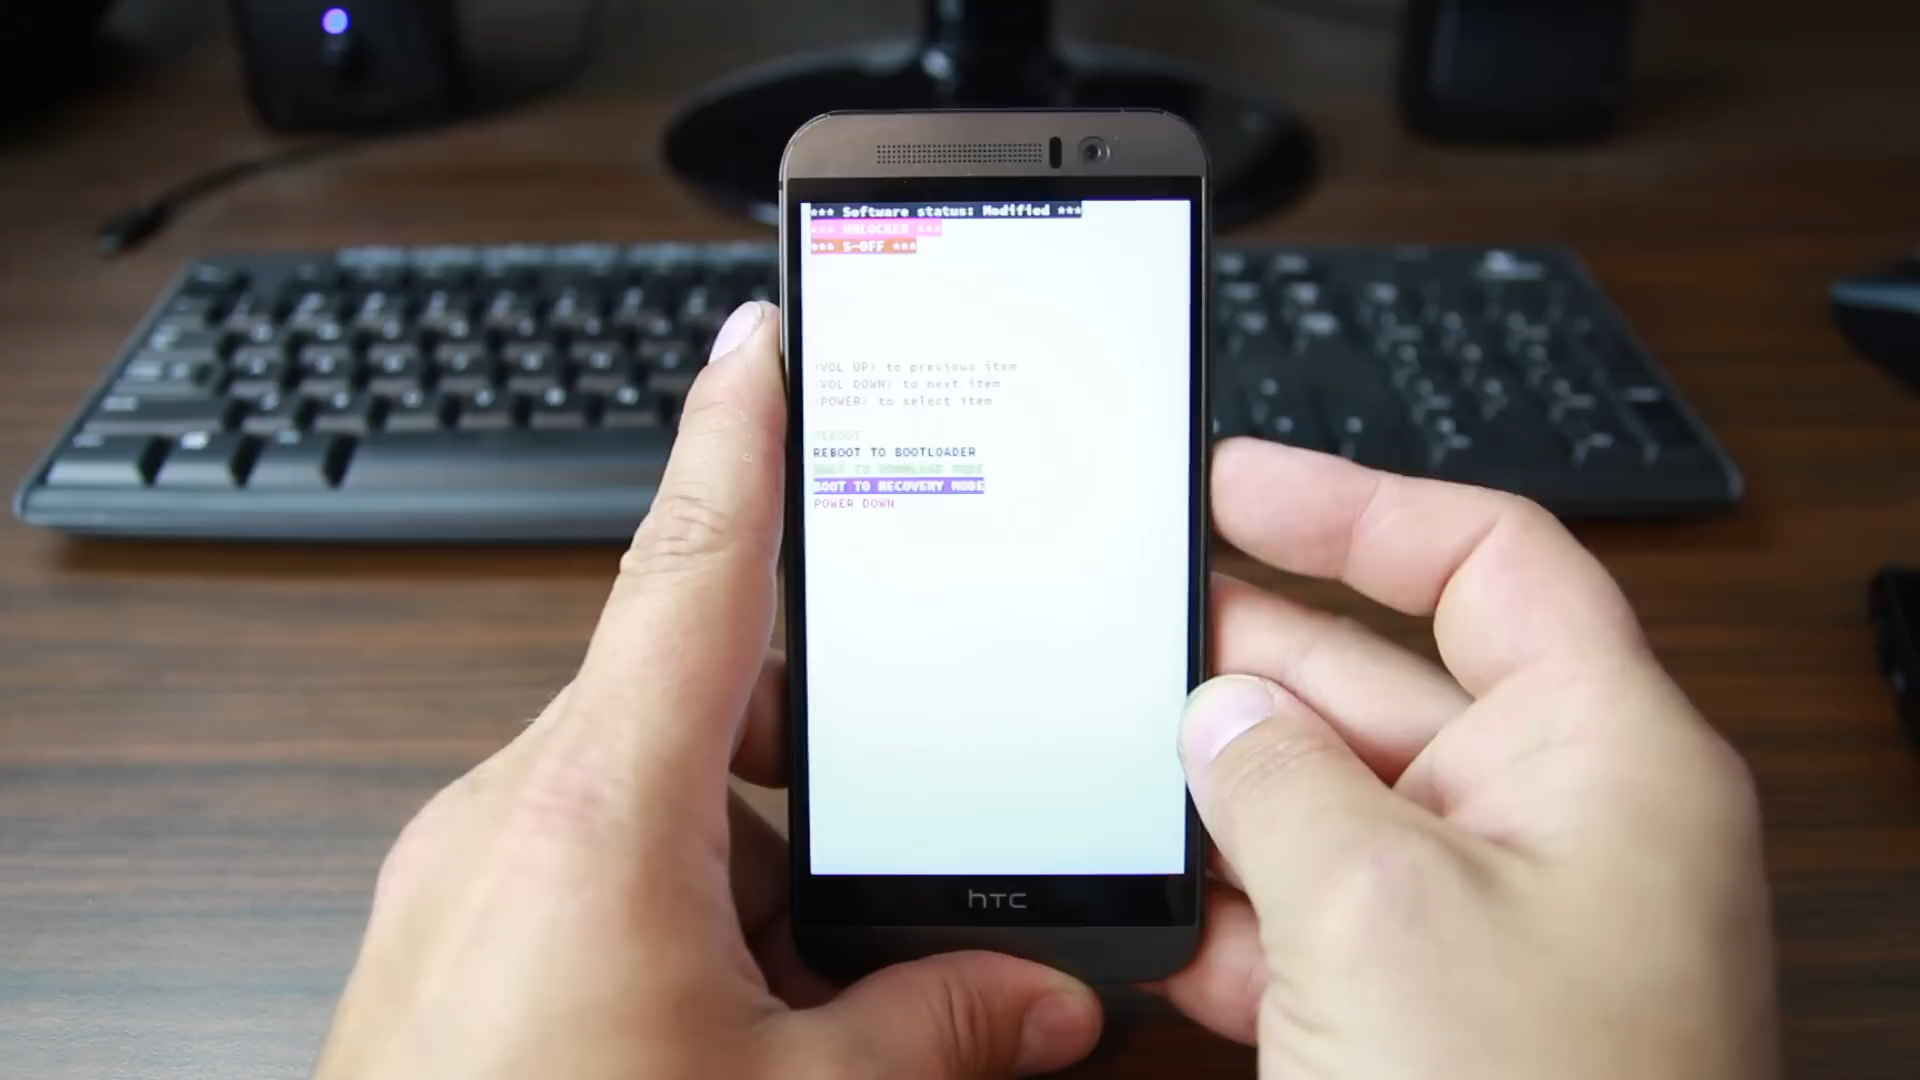 *** Software status: Modified ***
*** UNLOCKED ***
*** S-OFF ***
<VOL UP> to previous item
<VOL DOWN> to next item
<POWER> to select item
REBOOT
REBOOT TO BOOTLOADER
BOOT TO DOWNLOAD MODE
BOOT TO RECOVERY MODE
POWER DOWN
hTC